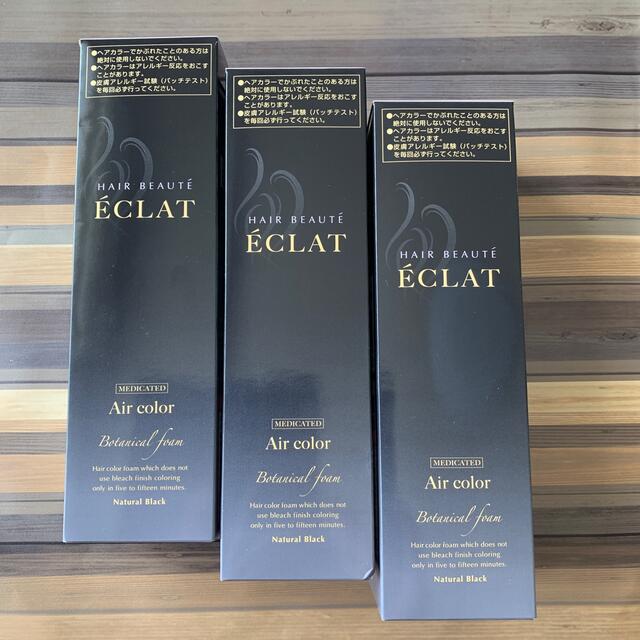 ●ヘアカラーでかぶれたことのある方は
絶対に使用しないでください。
●ヘアカラーはアレルギー反応をおこす
ことがあります。
●皮膚アレルギー試験（パッチテスト）
を毎回必ず行ってください。
HAIR BEAUTÉ
ÉCLAT
MEDICATED
Air color
Botanical foam
Hair color foam which does not
use bleach finish coloring
only in five to fifteen minutes.
Natural Black
●ヘアカラーでかぶれたことのある方は
絶対に使用しないでください。
●ヘアカラーはアレルギー反応をおこす
ことがあります。
●皮膚アレルギー試験（パッチテスト）
を毎回必ず行ってください。
HAIR BEAUTÉ
ÉCLAT
MEDICATED
Air color
Botanical foam
Hair color foam which does not
use bleach finish coloring
only in five to fifteen minutes.
Natural Black
●ヘアカラーでかぶれたことのある方は
絶対に使用しないでください。
●ヘアカラーはアレルギー反応をおこす
ことがあります。
●皮膚アレルギー試験（パッチテスト）
を毎回必ず行ってください。
HAIR BEAUTÉ
ÉCLAT
MEDICATED
Air color
Botanical foam
Hair color foam which does not
use bleach finish coloring
only in five to fifteen minutes.
Natural Black